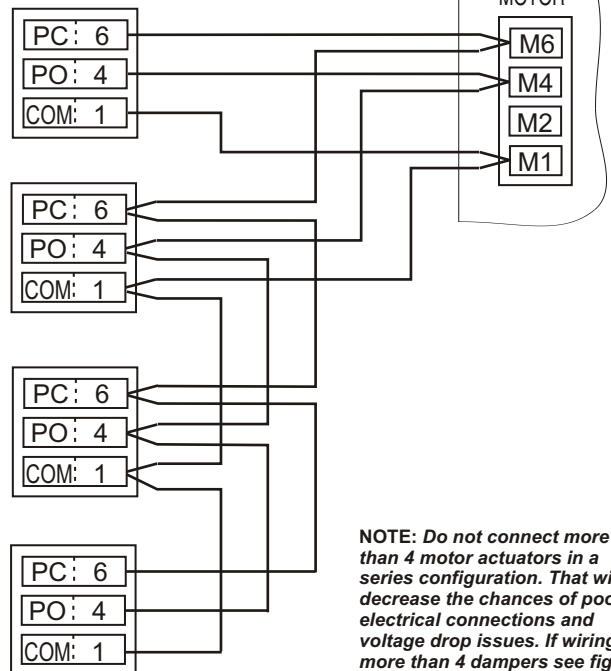 MOTOR
PC 6
PO 4
COM 1
M6
M4
M2
M1
PC 6
PO 4
COM 1
PC 6
PO 4
COM 1
PC 6
PO 4
COM 1
NOTE: Do not connect more
than 4 motor actuators in a
series configuration. That
decrease the chances of
electrical connections and
voltage drop issues. If wiring
more than 4 dampers see